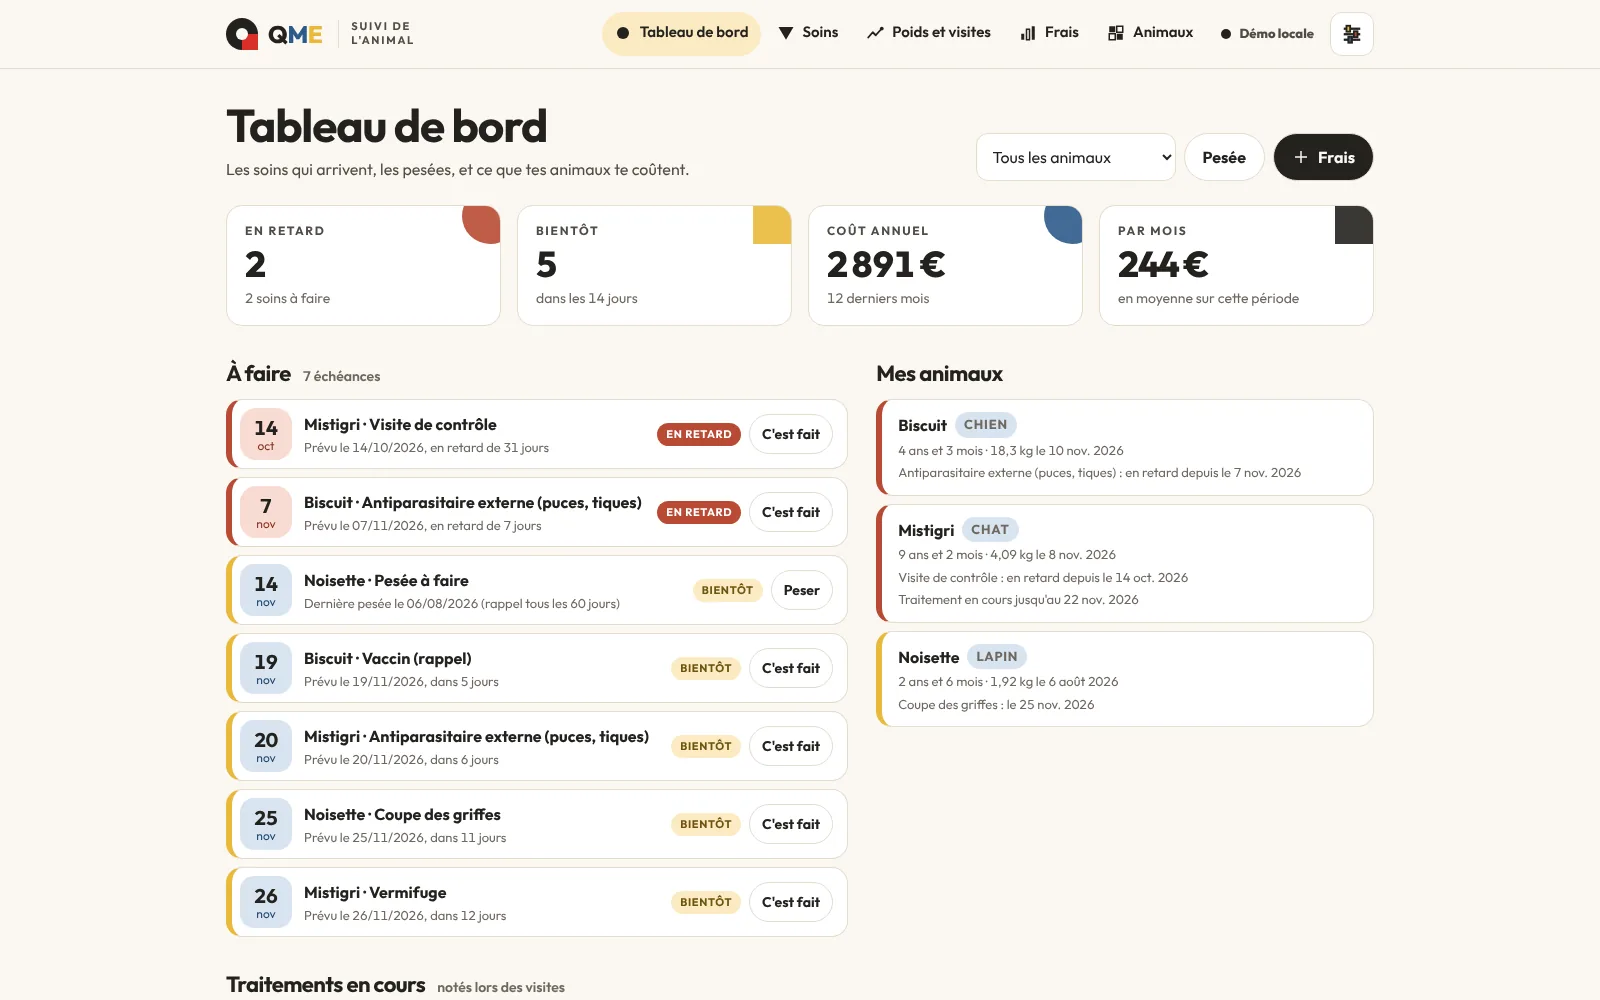 QME
SUIVI DE
L'ANIMAL
Tableau de bord
Soins
Poids et visites
Frais
Animaux
Démo locale
Tableau de bord
Les soins qui arrivent, les pesées, et ce que tes animaux te coûtent.
Tous les animaux
Pesée
+ Frais
EN RETARD
2
2 soins à faire
BIENTÔT
5
dans les 14 jours
COÛT ANNUEL
2 891 €
12 derniers mois
PAR MOIS
244 €
en moyenne sur cette période
À faire 7 échéances
14
oct
Mistigri · Visite de contrôle
Prévu le 14/10/2026, en retard de 31 jours
EN RETARD
C'est fait
7
nov
Biscuit · Antiparasitaire externe (puces, tiques)
Prévu le 07/11/2026, en retard de 7 jours
EN RETARD
C'est fait
14
nov
Noisette · Pesée à faire
Dernière pesée le 06/08/2026 (rappel tous les 60 jours)
BIENTÔT
Peser
19
nov
Biscuit · Vaccin (rappel)
Prévu le 19/11/2026, dans 5 jours
BIENTÔT
C'est fait
20
nov
Mistigri · Antiparasitaire externe (puces, tiques)
Prévu le 20/11/2026, dans 6 jours
BIENTÔT
C'est fait
25
nov
Noisette · Coupe des griffes
Prévu le 25/11/2026, dans 11 jours
BIENTÔT
C'est fait
26
nov
Mistigri · Vermifuge
Prévu le 26/11/2026, dans 12 jours
BIENTÔT
C'est fait
Mes animaux
Biscuit CHIEN
4 ans et 3 mois · 18,3 kg le 10 nov. 2026
Antiparasitaire externe (puces, tiques) : en retard depuis le 7 nov. 2026
Mistigri CHAT
9 ans et 2 mois · 4,09 kg le 8 nov. 2026
Visite de contrôle : en retard depuis le 14 oct. 2026
Traitement en cours jusqu'au 22 nov. 2026
Noisette LAPIN
2 ans et 6 mois · 1,92 kg le 6 août 2026
Coupe des griffes : le 25 nov. 2026
Traitements en cours notés lors des visites